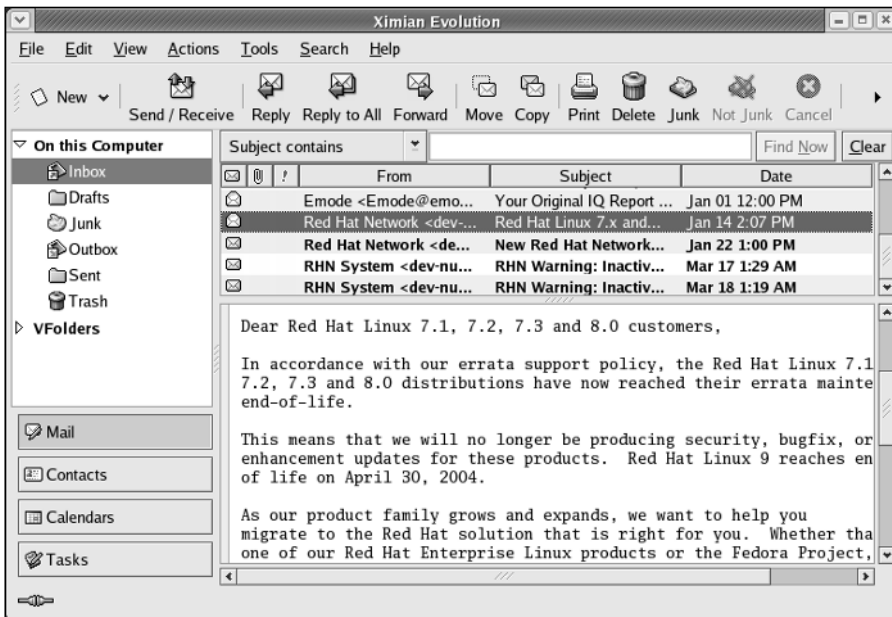 Ximian Evolution
File Edit View Actions Tools Search Help
New Send / Receive Reply Reply to All Forward Move Copy Print Delete Junk Not Junk Cancel
On this Computer
Inbox
Drafts
Junk
Outbox
Sent
Trash
VFolders
Mail
Contacts
Calendars
Tasks
Subject contains Find Now Clear
! From Subject Date
Emode <Emode@emo... Your Original IQ Report ... Jan 01 12:00 PM
Red Hat Network <dev-... Red Hat Linux 7.x and... Jan 14 2:07 PM
Red Hat Network <de... New Red Hat Network... Jan 22 1:00 PM
RHN System <dev-nu... RHN Warning: Inactiv... Mar 17 1:29 AM
RHN System <dev-nu... RHN Warning: Inactiv... Mar 18 1:19 AM
Dear Red Hat Linux 7.1, 7.2, 7.3 and 8.0 customers,
In accordance with our errata support policy, the Red Hat Linux 7.1
7.2, 7.3 and 8.0 distributions have now reached their errata mainte
end-of-life.
This means that we will no longer be producing security, bugfix, or
enhancement updates for these products. Red Hat Linux 9 reaches en
of life on April 30, 2004.
As our product family grows and expands, we want to help you
migrate to the Red Hat solution that is right for you. Whether tha
one of our Red Hat Enterprise Linux products or the Fedora Project,